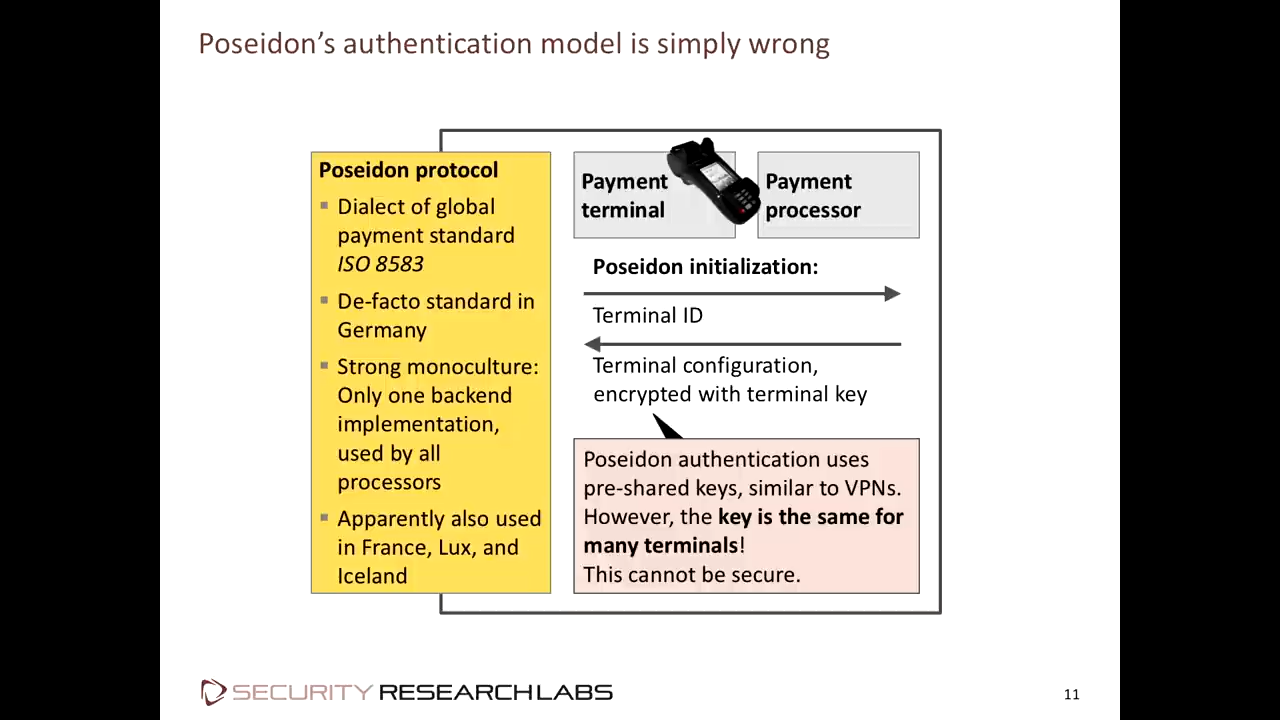 Poseidon's authentication model is simply wrong
Poseidon protocol
Dialect of global
payment standard
ISO 8583
De-facto standard in
Germany
Strong monoculture:
Only one backend
implementation,
used by all
processors
Apparently also used
in France, Lux, and
Iceland
Payment
terminal
Payment
processor
Poseidon initialization:
Terminal ID
Terminal configuration,
encrypted with terminal key
Poseidon authentication uses
pre-shared keys, similar to VPNs.
However, the key is the same for
many terminals!
This cannot be secure.
SECURITY RESEARCH LABS
11